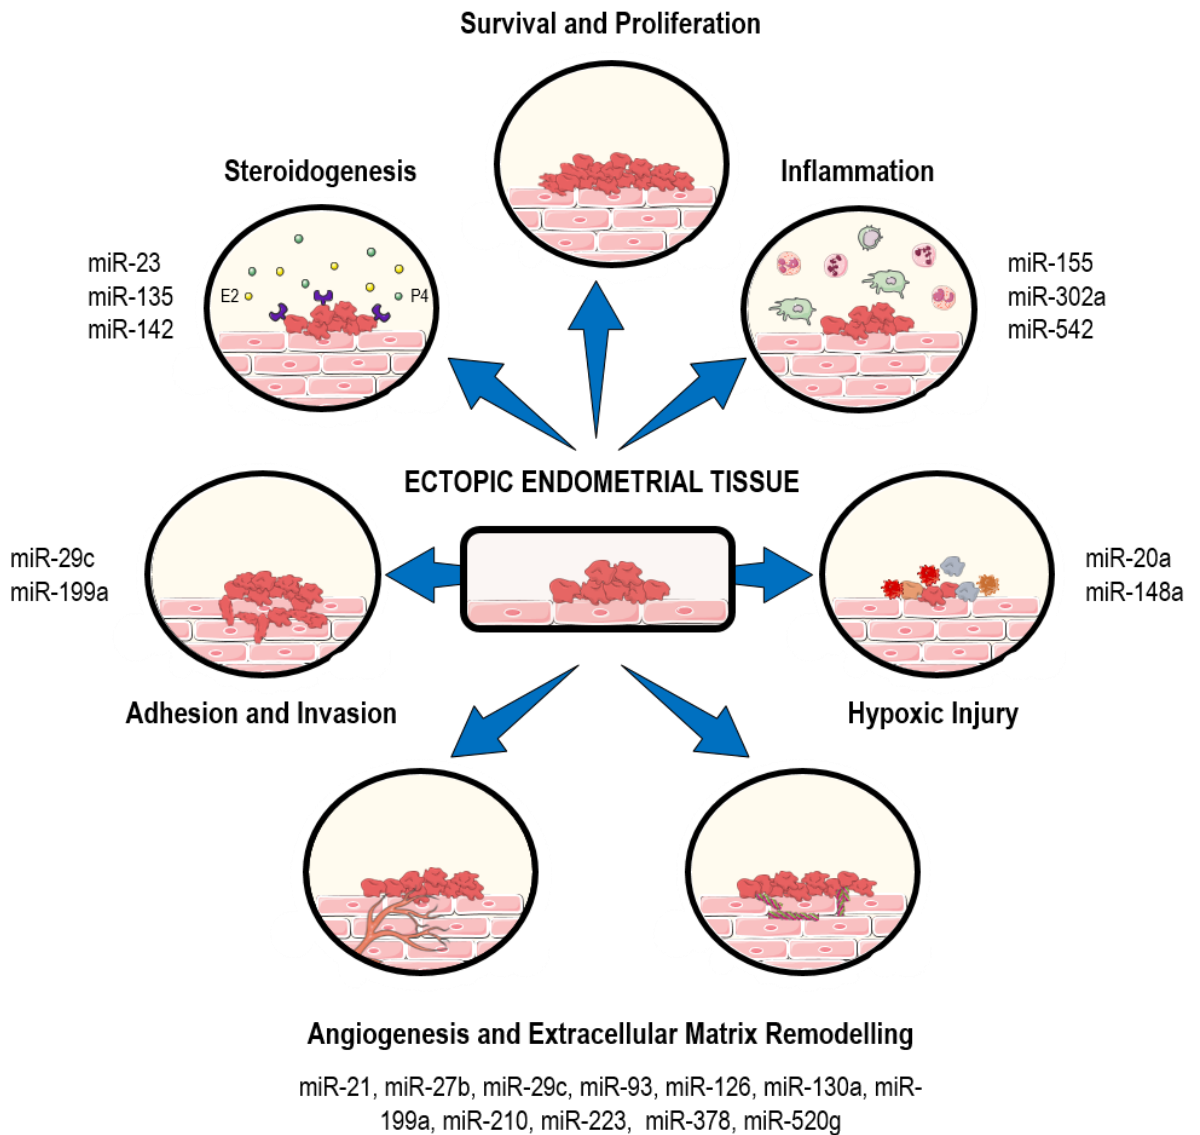 Survival and Proliferation
Steroidogenesis
Inflammation
miR-23
miR-135
miR-142
E2
P4
miR-155
miR-302a
miR-542
ECTOPIC ENDOMETRIAL TISSUE
miR-29c
miR-199a
miR-20a
miR-148a
Adhesion and Invasion
Hypoxic Injury
Angiogenesis and Extracellular Matrix Remodelling
miR-21, miR-27b, miR-29c, miR-93, miR-126, miR-130a, miR-
199a, miR-210, miR-223,  miR-378, miR-520g